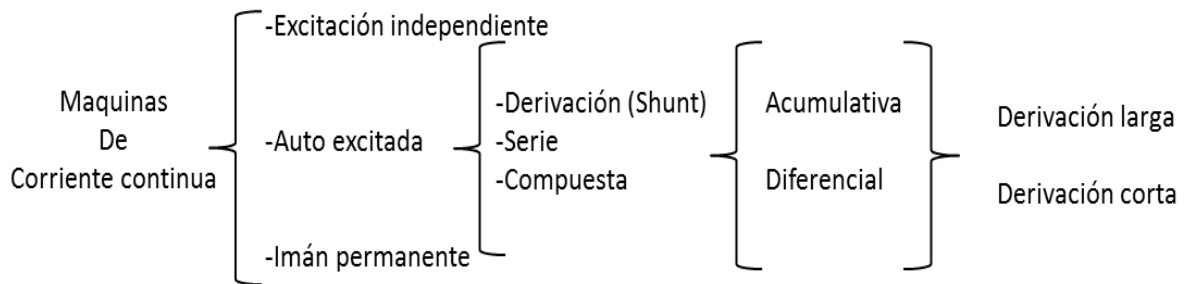 -Excitación independiente
Maquinas
De
Corriente continua
-Auto excitada
-Imán permanente
-Derivación (Shunt)
-Serie
-Compuesta
Acumulativa
Diferencial
Derivación larga
Derivación corta